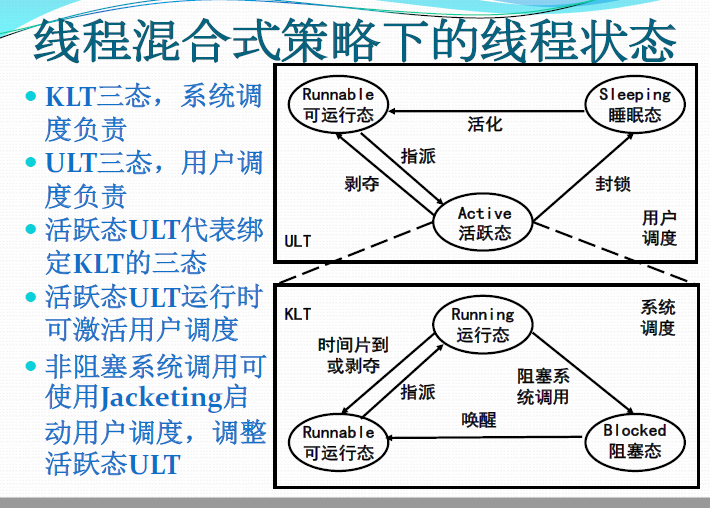 线程混合式策略下的线程状态
KLT三态，系统调
度负责
ULT三态，用户调
度负责
活跃态ULT代表绑
定KLT的三态
活跃态ULT运行时
可激活用户调度
非阻塞系统调用可
使用Jacketing启
动用户调度，调整
活跃态ULT
Runnable
可运行态
Sleeping
睡眠态
活化
指派
剥夺
封锁
Active
活跃态
用户
调度
ULT
KLT
Running
运行态
系统
调度
时间片到
或剥夺
指派
阻塞系
统调用
唤醒
Runnable
可运行态
Blocked
阻塞态